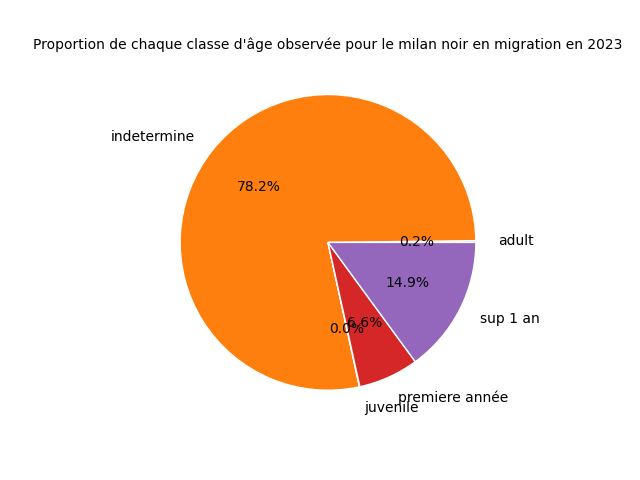 Proportion de chaque classe d'âge observée pour le milan noir en migration en 2023
indetermine
78.2%
0.2%
adult
14.9%
sup 1 an
6.6%
0.0%
premiere année
juvenile